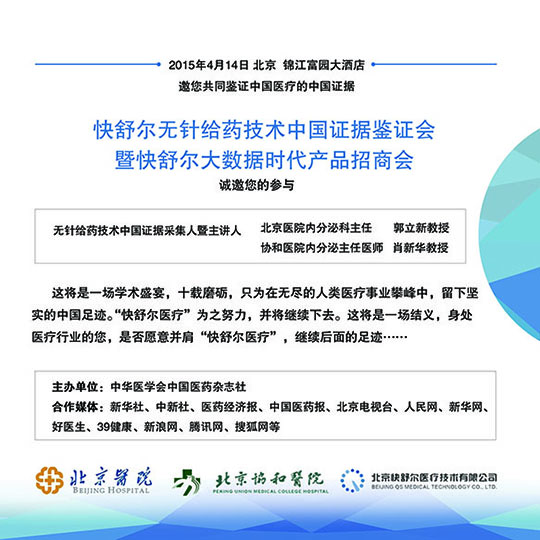 2015年4月14日 北京 锦江富园大酒店
邀您共同鉴证中国医疗的中国证据
快舒尔无针给药技术中国证据鉴证会
暨快舒尔大数据时代产品招商会
诚邀您的参与
无针给药技术中国证据采集人暨主讲人
北京医院内分泌科主任 郭立新教授
协和医院内分泌主任医师 肖新华教授
这将是一场学术盛宴，十载磨砺，只为在无尽的人类医疗事业攀峰中，留下坚
实的中国足迹。“快舒尔医疗”为之努力，并将继续下去。这将是一场结义，身处
医疗行业的您，是否愿意并肩“快舒尔医疗”，继续后面的足迹……
主办单位：中华医学会中国医药杂志社
合作媒体：新华社、中新社、医药经济报、中国医药报、北京电视台、人民网、新华网、
好医生、39健康、新浪网、腾讯网、搜狐网等
北京醫院
BEIJING HOSPITAL
北京協和醫院
PEKING UNION MEDICAL COLLEGE HOSPITAL
北京快舒尔医疗技术有限公司
BEIJING QS MEDICAL TECHNOLOGY CO., LTD.